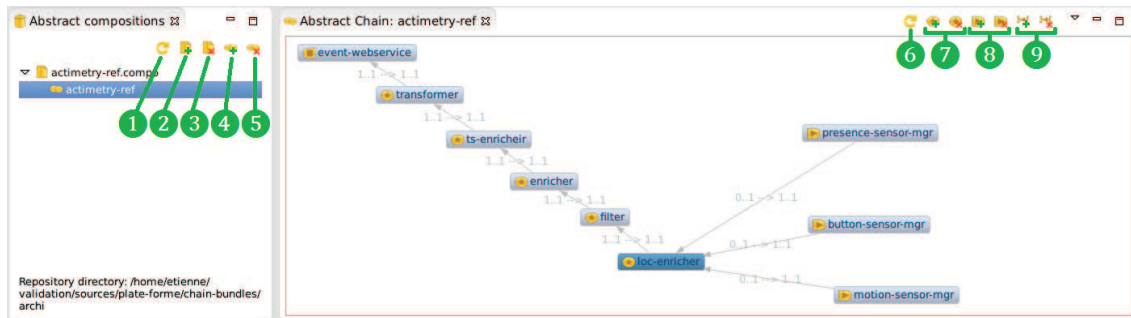 Abstract compositions
1
2
3
4
5
actimetry-ref.compo
actimetry-ref
Repository directory: /home/etienne/
validation/sources/plate-forme/chain-bundles/
archi
Abstract Chain: actimetry-ref
6
7
8
9
event-webservice
1..1 --> 1..1
transformer
1..1 --> 1..1
ts-enricheir
1..1 --> 1..1
enricher
1..1 --> 1..1
filter
1..1 --> 1..1
loc-enricher
presence-sensor-mgr
0..1 --> 1..1
button-sensor-mgr
0..1 --> 1..1
motion-sensor-mgr
0..1 --> 1..1